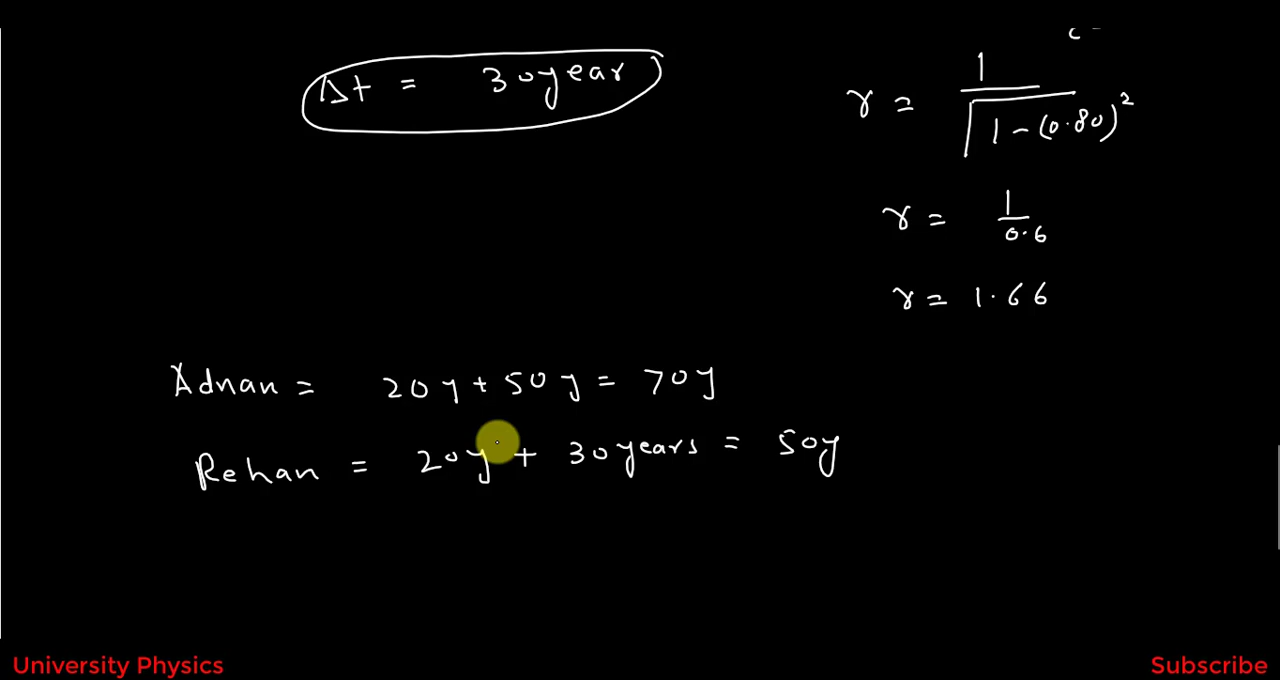 Δt = 30year
γ = 1 / √1 - (0.80)²
γ = 1 / 0.6
γ = 1.66
Adnan = 20y + 50y = 70y
Rehan = 20y + 30years = 50y
University Physics
Subscribe